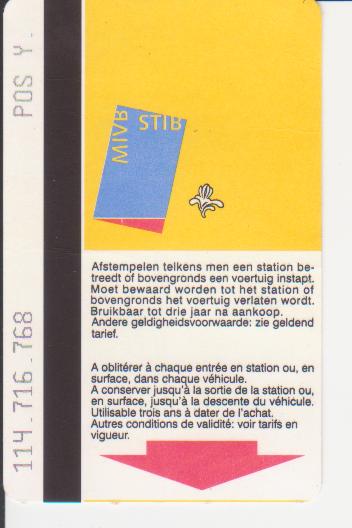 STIB
MIVB
Afstempelen telkens men een station be-
treedt of bovengronds een voertuig instapt.
Moet bewaard worden tot het station of
bovengronds het voertuig verlaten wordt.
Bruikbaar tot drie jaar na aankoop.
Andere geldigheidsvoorwaarde: zie geldend
tarief.
A oblitérer à chaque entrée en station ou, en
surface, dans chaque véhicule.
A conserver jusqu'à la sortie de la station ou,
en surface, jusqu'à la descente du véhicule.
Utilisable trois ans à dater de l'achat.
Autres conditions de validité: voir tarifs en
vigueur.
114.716.768 POS Y.